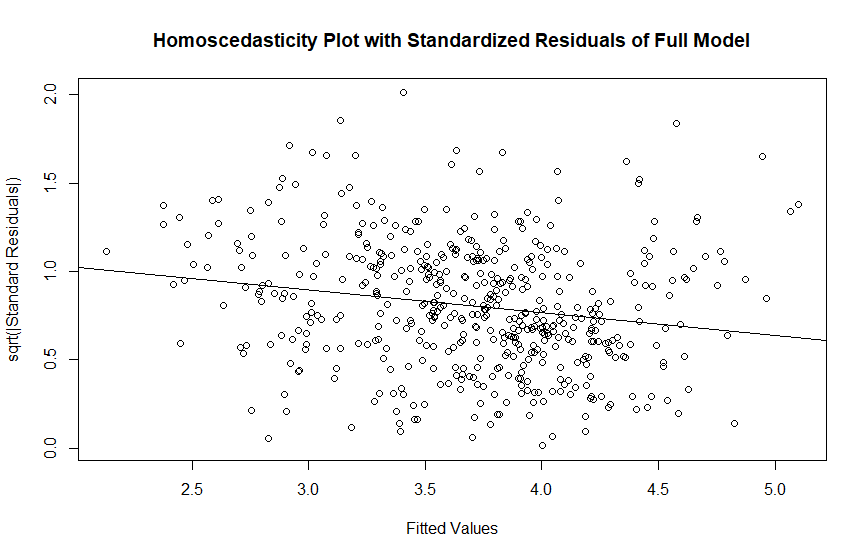 Homoscedasticity Plot with Standardized Residuals of Full Model
sqrt(|Standard Residuals|)
2.0
1.5
1.0
0.5
0.0
2.5 3.0 3.5 4.0 4.5 5.0
Fitted Values